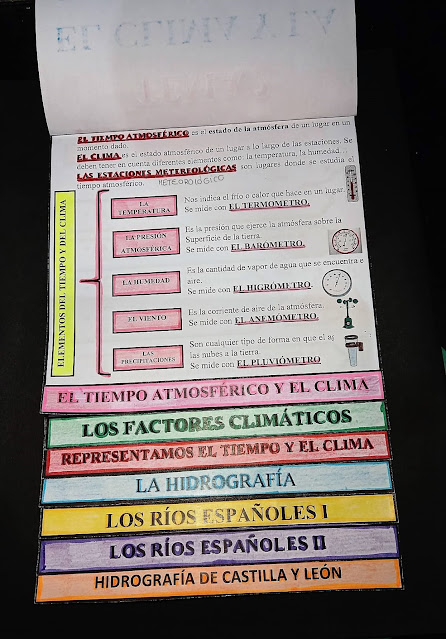 EL CLIMA Y LA
EL TIEMPO ATMOSFÉRICO es el estado de la atmósfera de un lugar en un
momento dado.
EL CLIMA es el estado atmosférico de un lugar a lo largo de las estaciones. Se
deben tener en cuenta diferentes elementos como: la temperatura, la humedad…
LAS ESTACIONES METEREOLÓGICAS son lugares donde se estudia el
tiempo atmosférico. METEOROLÓGICO
ELEMENTOS DEL TIEMPO Y DEL CLIMA
LA
TEMPERATURA
Nos indica el frío o calor que hace en un lugar.
Se mide con EL TERMÓMETRO.
LA PRESIÓN
ATMOSFÉRICA
Es la presión que ejerce la atmósfera sobre la
Superficie de la tierra.
Se mide con EL BARÓMETRO.
LA HUMEDAD
Es la cantidad de vapor de agua que se encuentra e
aire.
Se mide con EL HIGRÓMETRO.
EL VIENTO
Es la corriente de aire de la atmósfera.
Se mide con EL ANEMÓMETRO.
LAS
PRECIPITACIONES
Son cualquier tipo de forma en que el ag
las nubes a la tierra.
Se mide con EL PLUVIÓMETRO
EL TIEMPO ATMOSFÉRICO Y EL CLIMA
LOS FACTORES CLIMÁTICOS
REPRESENTAMOS EL TIEMPO Y EL CLIMA
LA HIDROGRAFÍA
LOS RÍOS ESPAÑOLES I
LOS RÍOS ESPAÑOLES II
HIDROGRAFÍA DE CASTILLA Y LEÓN